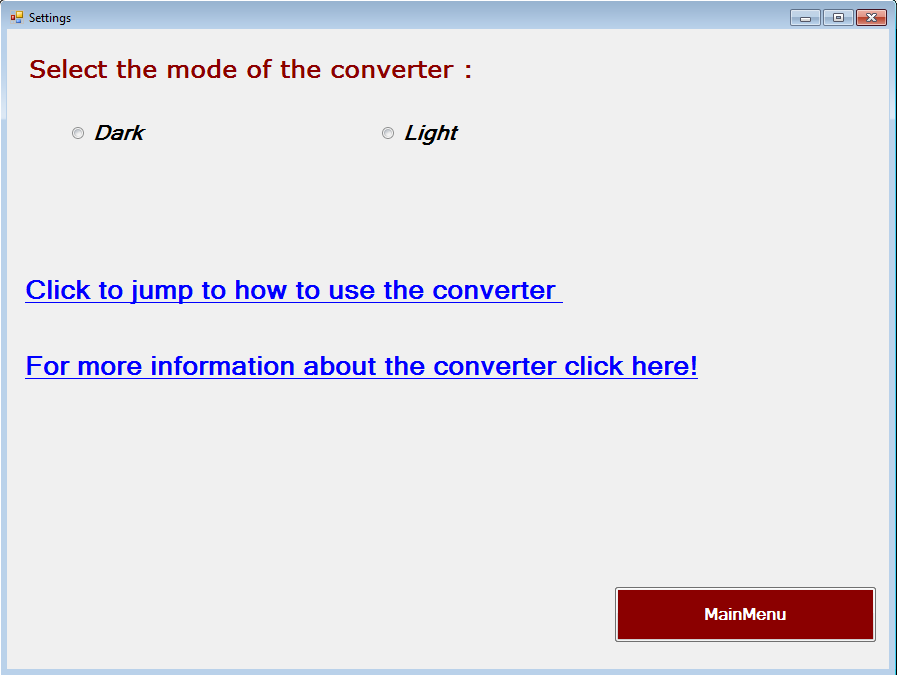 Settings
Select the mode of the converter :
Dark
Light
Click to jump to how to use the converter
For more information about the converter click here!
MainMenu